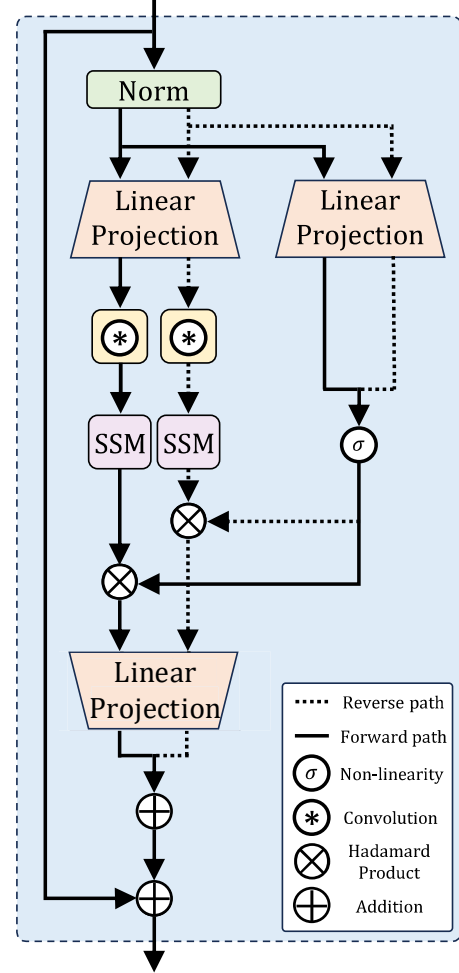 Norm
Linear
Projection
Linear
Projection
*
*
SSM
SSM
σ
Linear
Projection
Reverse path
Forward path
σ
Non-linearity
*
Convolution
Hadamard
Product
Addition